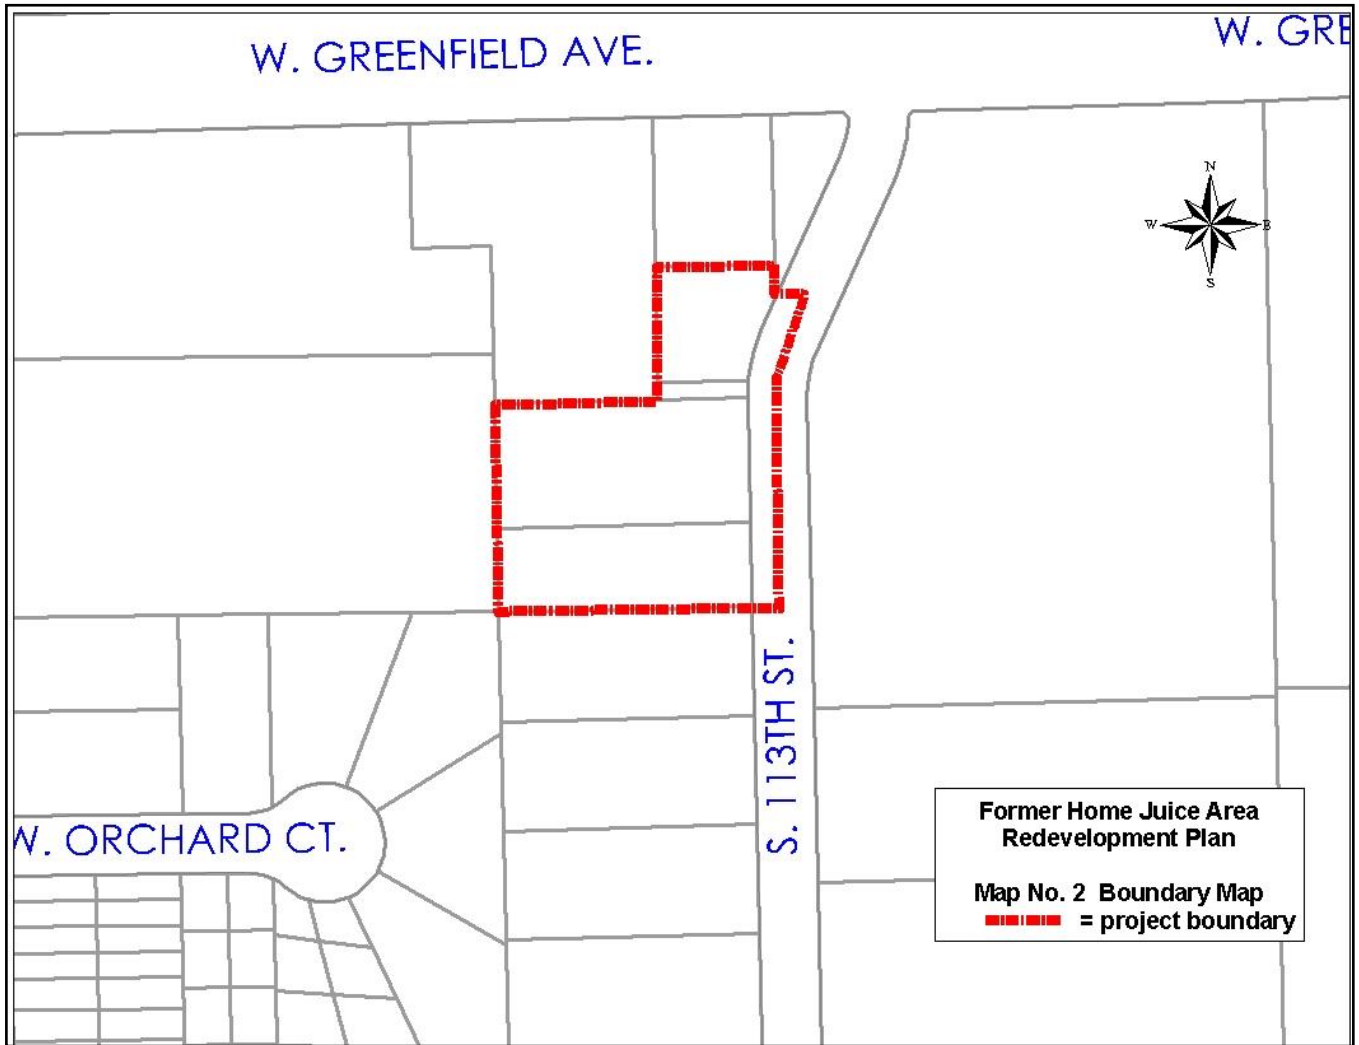 W. GREENFIELD AVE.
W. GRE
N
W
E
S
S. 113TH ST.
W. ORCHARD CT.
Former Home Juice Area
Redevelopment Plan
Map No. 2 Boundary Map
= project boundary